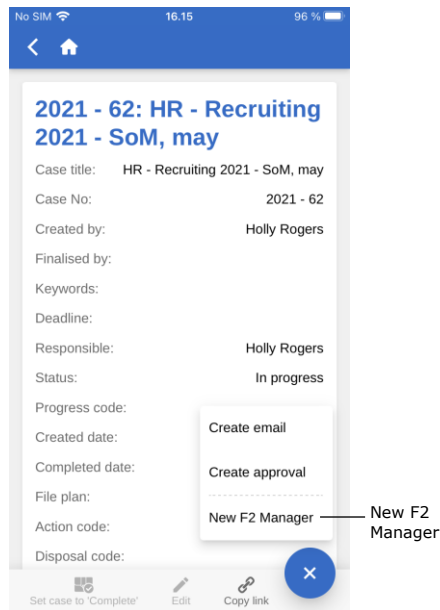 No SIM 16.15 96 %
2021 - 62: HR - Recruiting
2021 - SoM, may
Case title: HR - Recruiting 2021 - SoM, may
Case No: 2021 - 62
Created by: Holly Rogers
Finalised by:
Keywords:
Deadline:
Responsible: Holly Rogers
Status: In progress
Progress code:
Created date:
Completed date:
File plan:
Action code:
Disposal code:
Create email
Create approval
New F2 Manager
New F2
Manager
Set case to 'Complete' Edit Copy link